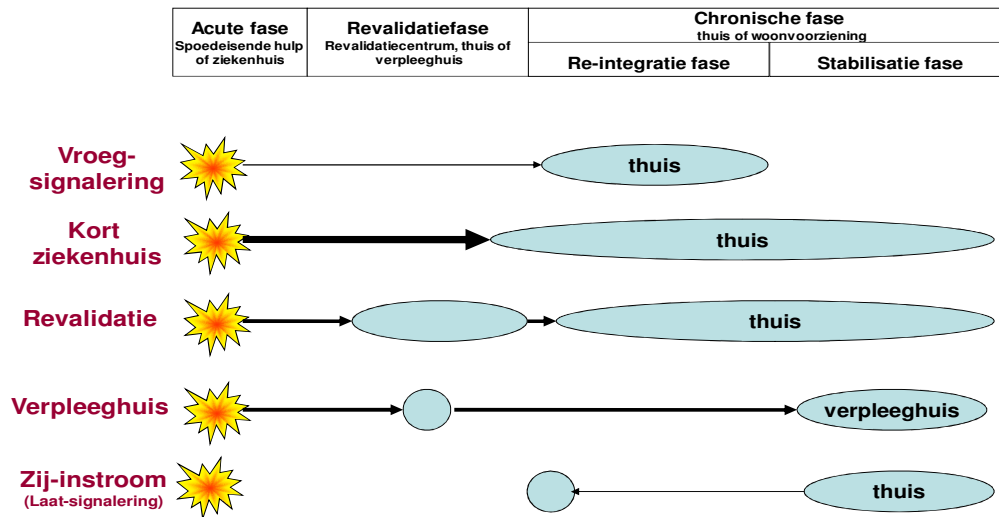 Acute fase
Spoedeisende hulp
of ziekenhuis
Revalidatiefase
Revalidatiecentrum, thuis of
verpleeghuis
Chronische fase
thuis of woonvoorziening
Re-integratie fase
Stabilisatie fase
Vroeg-
signalering
thuis
Kort
ziekenhuis
thuis
Revalidatie
thuis
Verpleeghuis
verpleeghuis
Zij-instroom
(Laat-signalering)
thuis